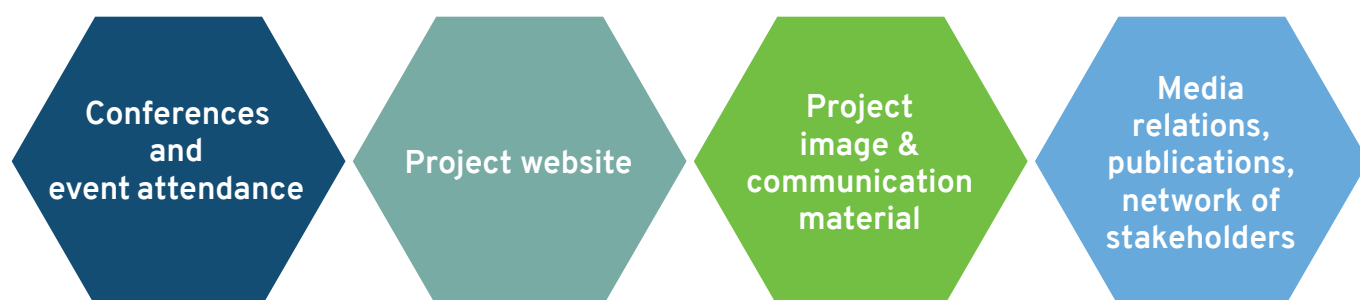 Conferences
and
event attendance
Project website
Project
image &
communication
material
Media
relations,
publications,
network of
stakeholders